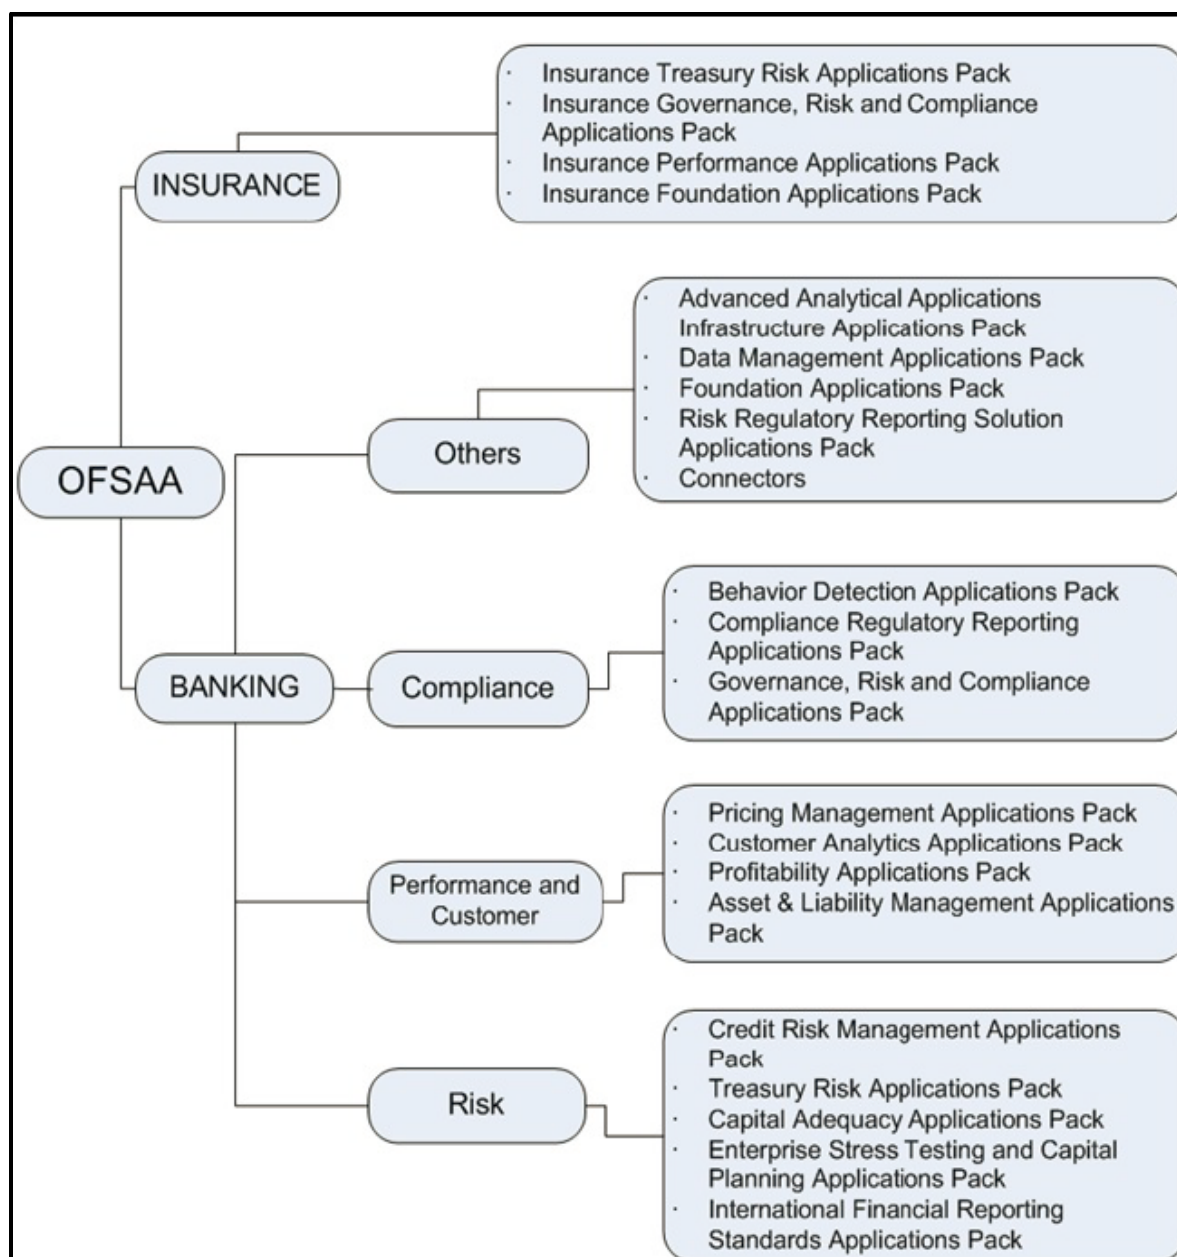 · Insurance Treasury Risk Applications Pack
· Insurance Governance, Risk and Compliance
Applications Pack
· Insurance Performance Applications Pack
· Insurance Foundation Applications Pack
INSURANCE
· Advanced Analytical Applications
Infrastructure Applications Pack
· Data Management Applications Pack
· Foundation Applications Pack
· Risk Regulatory Reporting Solution
Applications Pack
· Connectors
Others
OFSAA
· Behavior Detection Applications Pack
· Compliance Regulatory Reporting
Applications Pack
· Governance, Risk and Compliance
Applications Pack
BANKING
Compliance
· Pricing Management Applications Pack
· Customer Analytics Applications Pack
· Profitability Applications Pack
· Asset & Liability Management Applications
Pack
Performance and
Customer
· Credit Risk Management Applications
Pack
· Treasury Risk Applications Pack
· Capital Adequacy Applications Pack
· Enterprise Stress Testing and Capital
Planning Applications Pack
· International Financial Reporting
Standards Applications Pack
Risk